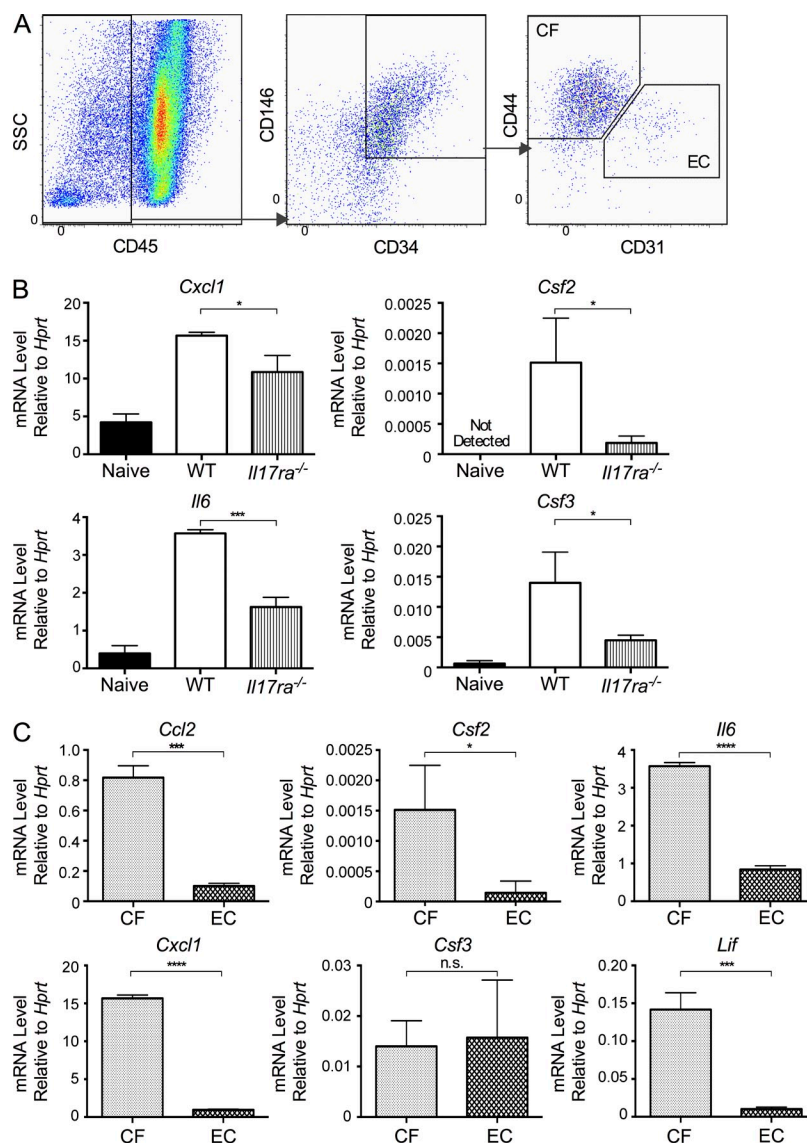 A
SSC
0
0
CD45
CD146
0
0
CD34
CD44
CF
EC
0
0
CD31
B
Cxcl1
mRNA Level
Relative to Hprt
20
15
10
5
0
*
Naive
WT
Il17ra-/-
Csf2
mRNA Level
Relative to Hprt
0.0025
0.0020
0.0015
0.0010
0.0005
0
*
Not
Detected
Naive
WT
Il17ra-/-
Il6
mRNA Level
Relative to Hprt
4
3
2
1
0
***
Naive
WT
Il17ra-/-
Csf3
mRNA Level
Relative to Hprt
0.025
0.020
0.015
0.010
0.005
0
*
Naive
WT
Il17ra-/-
C
Ccl2
mRNA Level
Relative to Hprt
1.0
0.8
0.6
0.4
0.2
0
***
CF
EC
Csf2
mRNA Level
Relative to Hprt
0.0025
0.0020
0.0015
0.0010
0.0005
0
*
CF
EC
Il6
mRNA Level
Relative to Hprt
4
3
2
1
0
****
CF
EC
Cxcl1
mRNA Level
Relative to Hprt
20
15
10
5
0
****
CF
EC
Csf3
mRNA Level
Relative to Hprt
0.03
0.02
0.01
0
n.s.
CF
EC
Lif
mRNA Level
Relative to Hprt
0.20
0.15
0.10
0.05
0.00
***
CF
EC